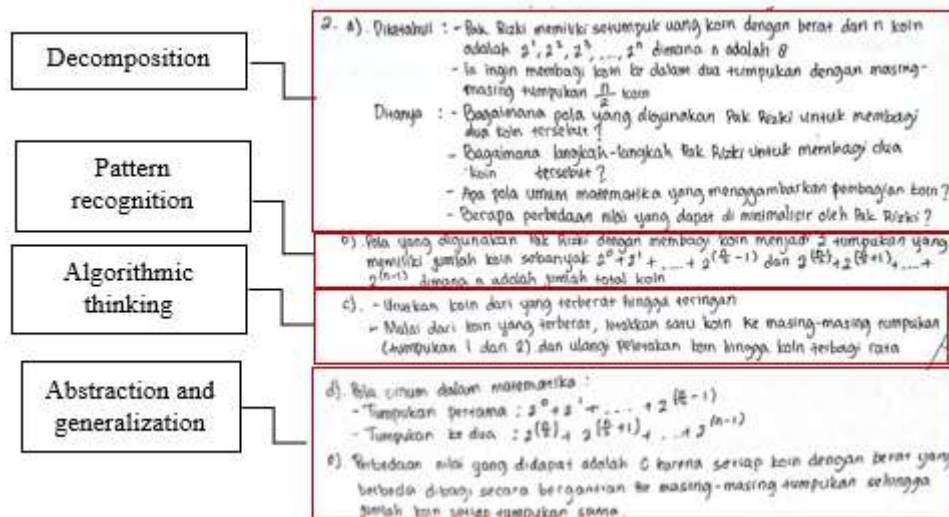 Decomposition
Pattern
recognition
Algorithmic
thinking
Abstraction and
generalization
2. a). Diketahui : - Pak Rizki memiliki setumpuk uang koin dengan berat dari n koin
adalah 2¹, 2², 2³, ..., 2ⁿ dimana n adalah 8
- Ia ingin membagi koin ke dalam dua tumpukan dengan masing-
masing tumpukan n/2 koin
Ditanya : - Bagaimana pola yang digunakan Pak Rizki untuk membagi
dua koin tersebut ?
- Bagaimana langkah-langkah Pak Rizki untuk membagi dua
koin tersebut ?
- Apa pola umum matematika yang menggambarkan pembagian koin ?
- Berapa perbedaan nilai yang dapat di minimalisir oleh Pak Rizki ?
b). Pola yang digunakan Pak Rizki dengan membagi koin menjadi 2 tumpukan yang
memiliki jumlah koin sebanyak 2⁰ + 2¹ + ..... + 2^(n/2 - 1) dan 2^(n/2) + 2^(n/2 + 1) + .... +
2^(n-1) dimana n adalah jumlah total koin
c). - Urutkan koin dari yang terberat hingga teringan
- Mulai dari koin yang terberat, letakkan satu koin ke masing-masing tumpukan
(tumpukan 1 dan 2) dan ulangi peletakan koin hingga koin terbagi rata
d). Pola umum dalam matematika :
- Tumpukan pertama : 2⁰ + 2¹ + .... + 2^(n/2 - 1)
- Tumpukan ke dua : 2^(n/2) + 2^(n/2 + 1) + ... + 2^(n-1)
e) Perbedaan nilai yang didapat adalah 0 karena setiap koin dengan berat yang
berbeda dibagi secara bergantian ke masing-masing tumpukan sehingga
jumlah koin setiap tumpukan sama.